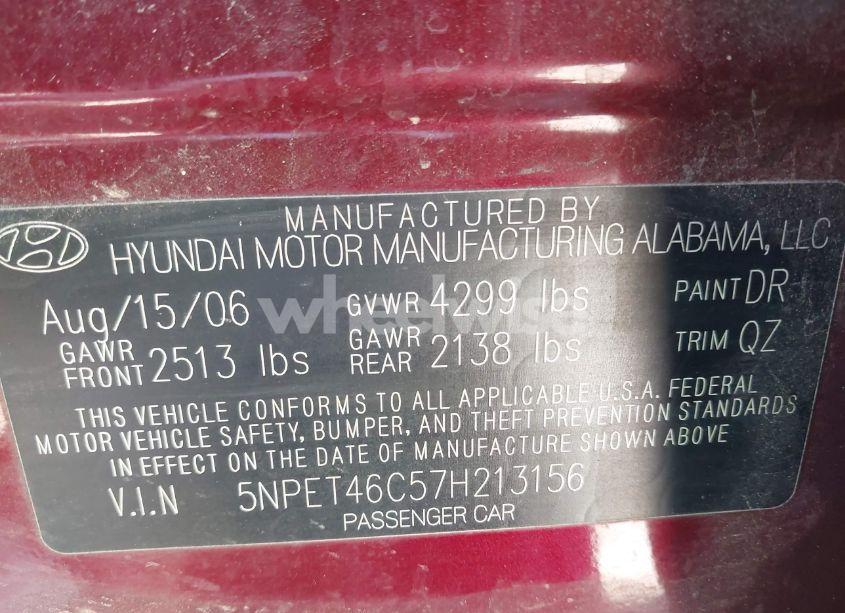 MANUFACTURED BY
HYUNDAI MOTOR MANUFACTURING ALABAMA, LLC
Aug/15/06 GVWR 4299 lbs PAINT DR
GAWR FRONT 2513 lbs GAWR REAR 2138 lbs TRIM QZ
THIS VEHICLE CONFORMS TO ALL APPLICABLE U.S.A. FEDERAL
MOTOR VEHICLE SAFETY, BUMPER, AND THEFT PREVENTION STANDARDS
IN EFFECT ON THE DATE OF MANUFACTURE SHOWN ABOVE
V.I.N 5NPET46C57H213156
PASSENGER CAR
wheelwise